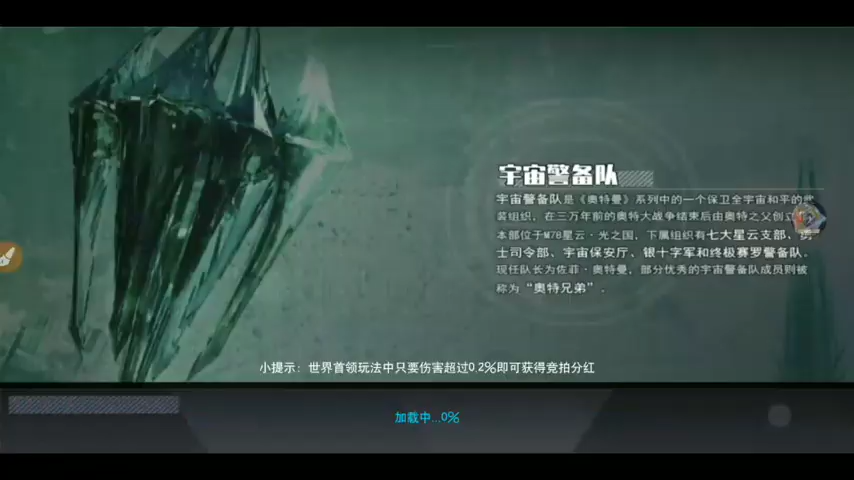 宇宙警备队
宇宙警备队是《奥特曼》系列中的一个保卫全宇宙和平的武
装组织，在三万年前的奥特大战争结束后由奥特之父创立
本部位于M78星云·光之国，下属组织有七大星云支部、勇
士司令部、宇宙保安厅、银十字军和终极赛罗警备队。
现任队长为佐菲·奥特曼，部分优秀的宇宙警备队成员则被
称为“奥特兄弟”。
小提示：世界首领玩法中只要伤害超过0.2%即可获得竞拍分红
加载中...0%